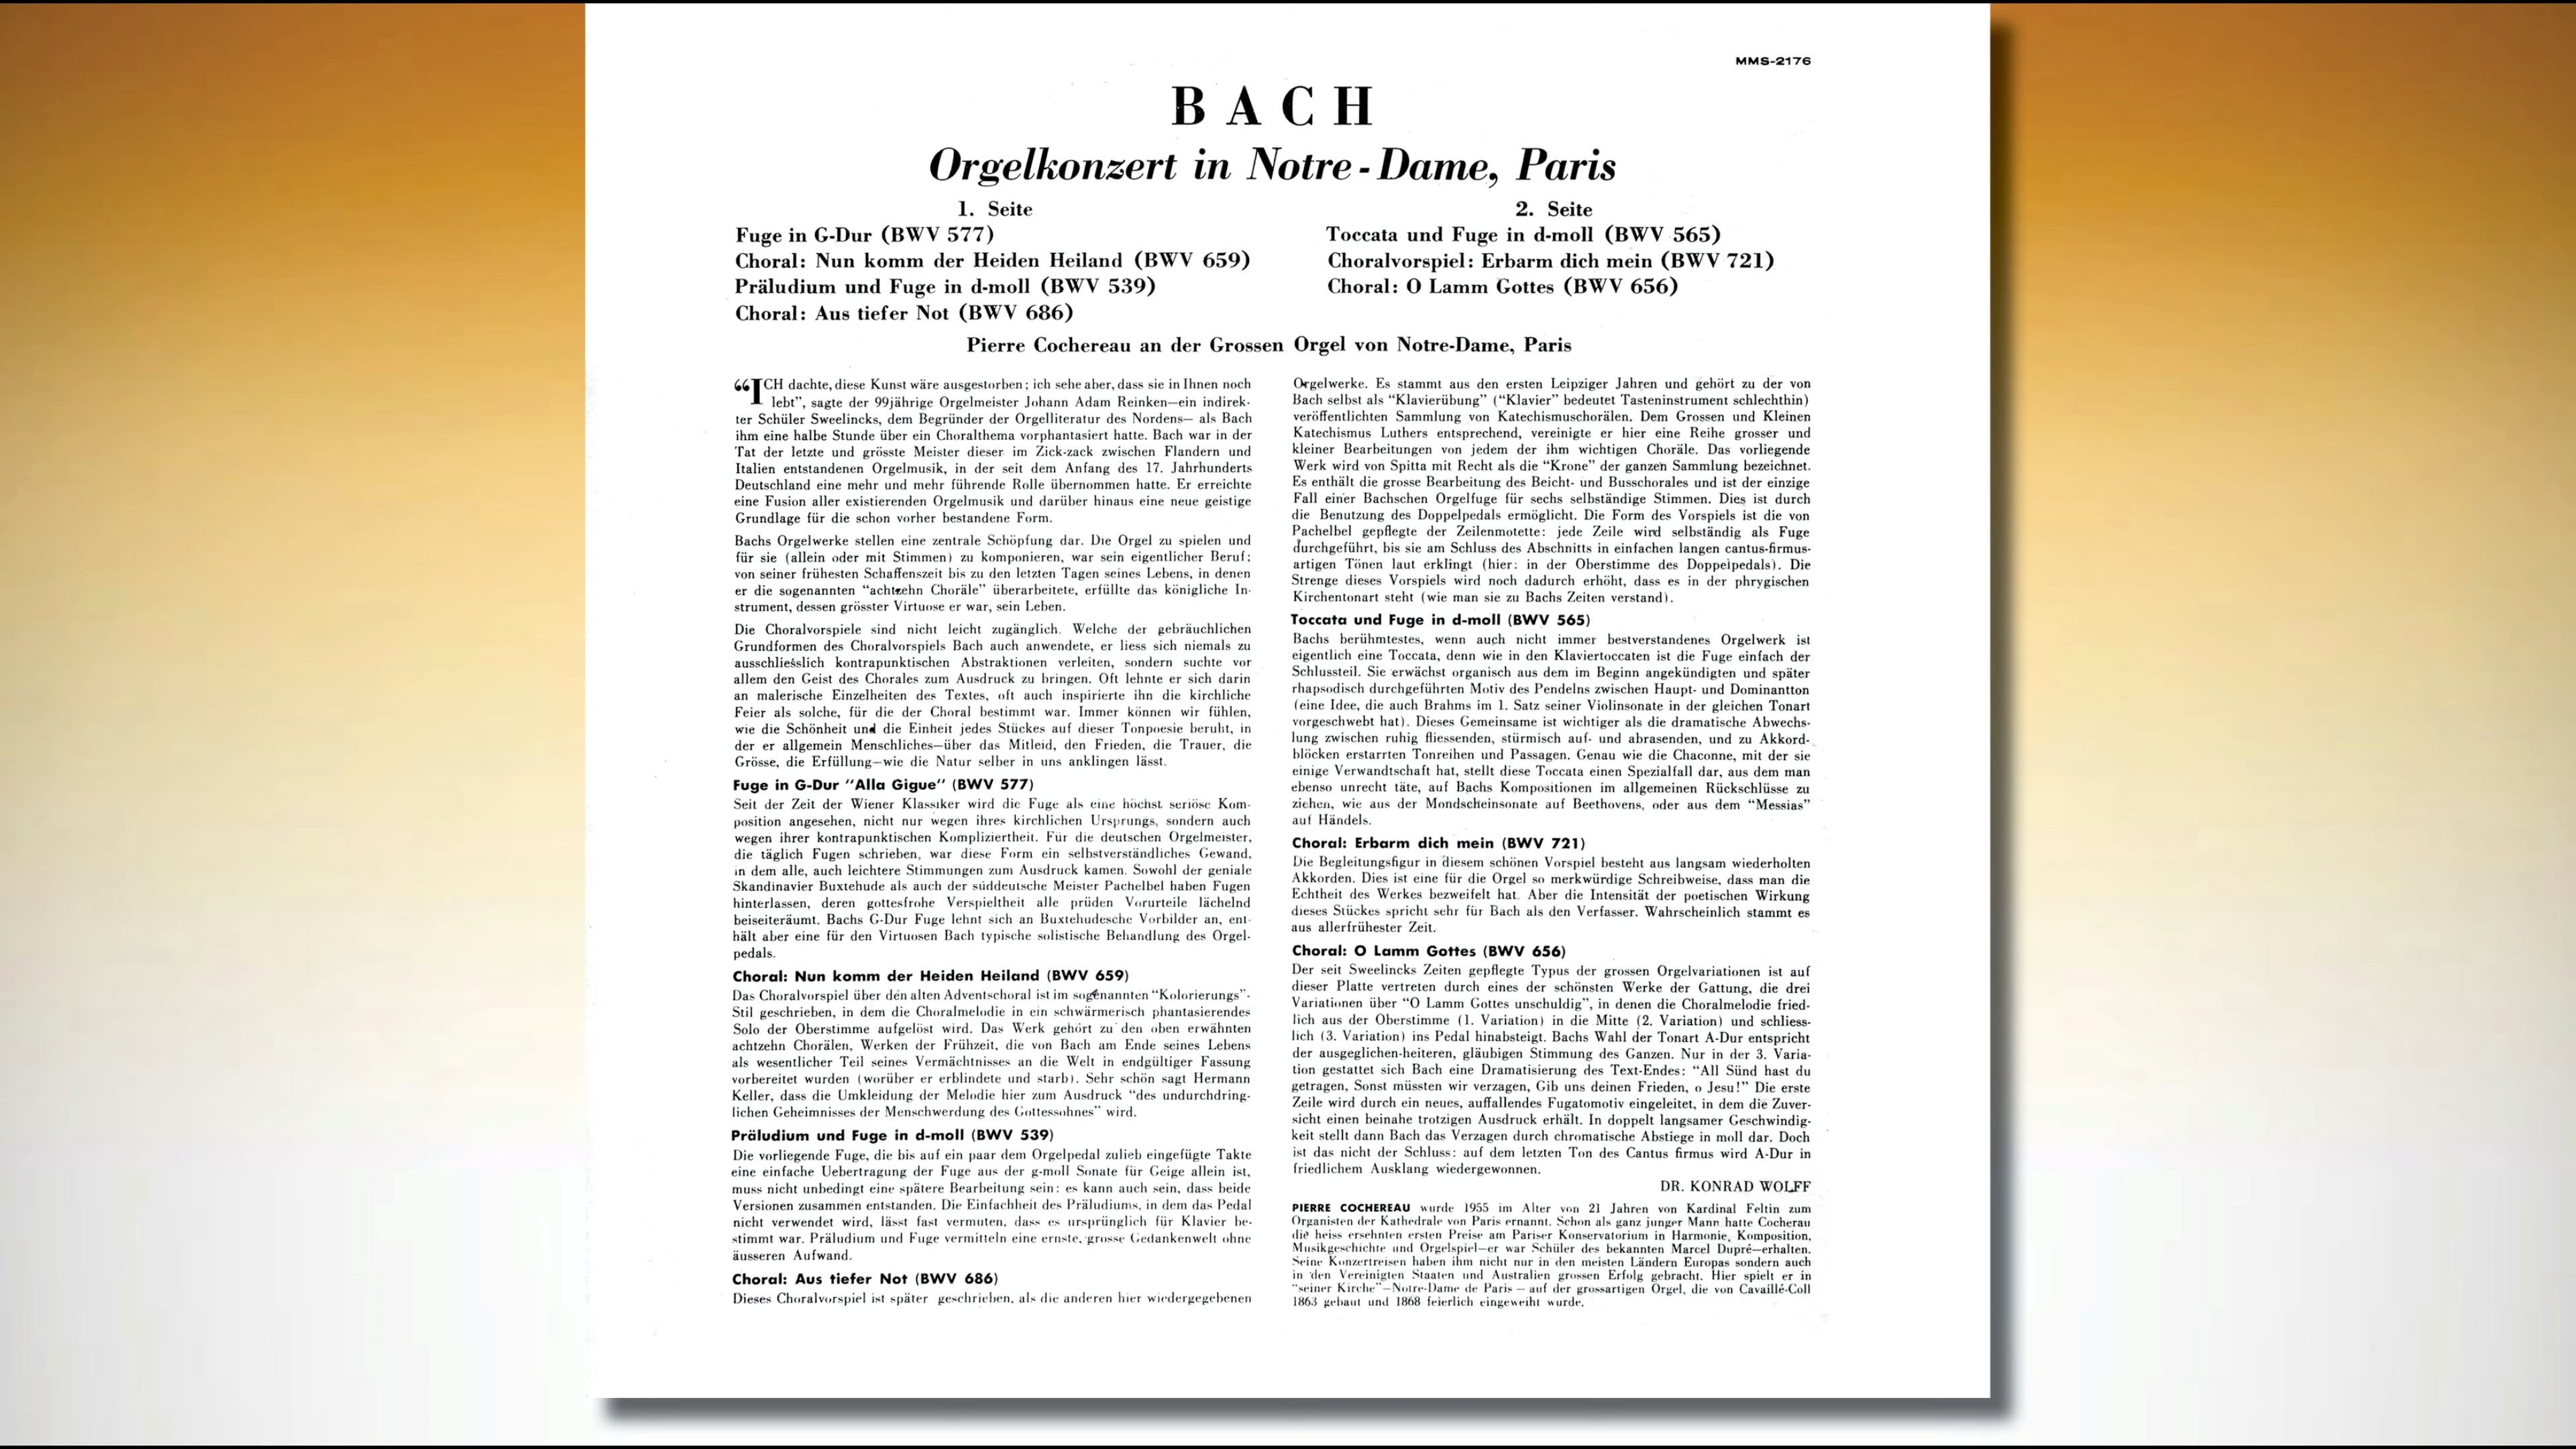 MMS-2176
BACH
Orgelkonzert in Notre-Dame, Paris
1. Seite
Fuge in G-Dur (BWV 577)
Choral: Nun komm der Heiden Heiland (BWV 659)
Präludium und Fuge in d-moll (BWV 539)
Choral: Aus tiefer Not (BWV 686)
2. Seite
Toccata und Fuge in d-moll (BWV 565)
Choralvorspiel: Erbarm dich mein (BWV 721)
Choral: O Lamm Gottes (BWV 656)
Pierre Cochereau an der Grossen Orgel von Notre-Dame, Paris
“ICH dachte, diese Kunst wäre ausgestorben; ich sehe aber, dass sie in Ihnen noch
lebt”, sagte der 99jährige Orgelmeister Johann Adam Reinken—ein indirek-
ter Schüler Sweelincks, dem Begründer der Orgelliteratur des Nordens— als Bach
ihm eine halbe Stunde über ein Choralthema vorphantasiert hatte. Bach war in der
Tat der letzte und grösste Meister dieser im Zick-zack zwischen Flandern und
Italien entstandenen Orgelmusik, in der seit dem Anfang des 17. Jahrhunderts
Deutschland eine mehr und mehr führende Rolle übernommen hatte. Er erreichte
eine Fusion aller existierenden Orgelmusik und darüber hinaus eine neue geistige
Grundlage für die schon vorher bestandene Form.
Bachs Orgelwerke stellen eine zentrale Schöpfung dar. Die Orgel zu spielen und
für sie (allein oder mit Stimmen) zu komponieren, war sein eigentlicher Beruf;
von seiner frühesten Schaffenszeit bis zu den letzten Tagen seines Lebens, in denen
er die sogenannten “achtzehn Choräle” überarbeitete, erfüllte das königliche In-
strument, dessen grösster Virtuose er war, sein Leben.
Die Choralvorspiele sind nicht leicht zugänglich. Welche der gebräuchlichen
Grundformen des Choralvorspiels Bach auch anwendete, er liess sich niemals zu
ausschliesslich kontrapunktischen Abstraktionen verleiten, sondern suchte vor
allem den Geist des Chorales zum Ausdruck zu bringen. Oft lehnte er sich darin
an malerische Einzelheiten des Textes, oft auch inspirierte ihn die kirchliche
Feier als solche, für die der Choral bestimmt war. Immer können wir fühlen,
wie die Schönheit und die Einheit jedes Stückes auf dieser Tonpoesie beruht, in
der er allgemein Menschliches—über das Mitleid, den Frieden, die Trauer, die
Grösse, die Erfüllung—wie die Natur selber in uns anklingen lässt.
Fuge in G-Dur “Alla Gigue” (BWV 577)
Seit der Zeit der Wiener Klassiker wird die Fuge als eine höchst seriöse Kom-
position angesehen, nicht nur wegen ihres kirchlichen Ursprungs, sondern auch
wegen ihrer kontrapunktischen Kompliziertheit. Für die deutschen Orgelmeister,
die täglich Fugen schrieben, war diese Form ein selbstverständliches Gewand,
in dem alle, auch leichtere Stimmungen zum Ausdruck kamen. Sowohl der geniale
Skandinavier Buxtehude als auch der süddeutsche Meister Pachelbel haben Fugen
hinterlassen, deren gottesfrohe Verspieltheit alle prüden Vorurteile lächelnd
beiseiteräumt. Bachs G-Dur Fuge lehnt sich an Buxtehudesche Vorbilder an, ent-
hält aber eine für den Virtuosen Bach typische solistische Behandlung des Orgel-
pedals.
Choral: Nun komm der Heiden Heiland (BWV 659)
Das Choralvorspiel über den alten Adventschoral ist im sogenannten “Kolorierungs”-
Stil geschrieben, in dem die Choralmelodie in ein schwärmerisch phantasierendes
Solo der Oberstimme aufgelöst wird. Das Werk gehört zu den oben erwähnten
achtzehn Chorälen, Werken der Frühzeit, die von Bach am Ende seines Lebens
als wesentlicher Teil seines Vermächtnisses an die Welt in endgültiger Fassung
vorbereitet wurden (worüber er erblindete und starb). Sehr schön sagt Hermann
Keller, dass die Umkleidung der Melodie hier zum Ausdruck “des undurchdring-
lichen Geheimnisses der Menschwerdung des Gottessohnes” wird.
Präludium und Fuge in d-moll (BWV 539)
Die vorliegende Fuge, die bis auf ein paar dem Orgelpedal zulieb eingefügte Takte
eine einfache Uebertragung der Fuge aus der g-moll Sonate für Geige allein ist,
muss nicht unbedingt eine spätere Bearbeitung sein: es kann auch sein, dass beide
Versionen zusammen entstanden. Die Einfachheit des Präludiums, in dem das Pedal
nicht verwendet wird, lässt fast vermuten, dass es ursprünglich für Klavier be-
stimmt war. Präludium und Fuge vermitteln eine ernste, grosse Gedankenwelt ohne
äusseren Aufwand.
Choral: Aus tiefer Not (BWV 686)
Dieses Choralvorspiel ist später geschrieben, als die anderen hier wiedergegebenen
Orgelwerke. Es stammt aus den ersten Leipziger Jahren und gehört zu der von
Bach selbst als “Klavierübung” (“Klavier” bedeutet Tasteninstrument schlechthin)
veröffentlichten Sammlung von Katechismuschorälen. Dem Grossen und Kleinen
Katechismus Luthers entsprechend, vereinigte er hier eine Reihe grosser und
kleiner Bearbeitungen von jedem der ihm wichtigen Choräle. Das vorliegende
Werk wird von Spitta mit Recht als die “Krone” der ganzen Sammlung bezeichnet.
Es enthält die grosse Bearbeitung des Beicht- und Busschorales und ist der einzige
Fall einer Bachschen Orgelfuge für sechs selbständige Stimmen. Dies ist durch
die Benutzung des Doppelpedals ermöglicht. Die Form des Vorspiels ist die von
Pachelbel gepflegte der Zeilenmotette: jede Zeile wird selbständig als Fuge
durchgeführt, bis sie am Schluss des Abschnitts in einfachen langen cantus-firmus-
artigen Tönen laut erklingt (hier: in der Oberstimme des Doppelpedals). Die
Strenge dieses Vorspiels wird noch dadurch erhöht, dass es in der phrygischen
Kirchentonart steht (wie man sie zu Bachs Zeiten verstand).
Toccata und Fuge in d-moll (BWV 565)
Bachs berühmtestes, wenn auch nicht immer bestverstandenes Orgelwerk ist
eigentlich eine Toccata, denn wie in den Klaviertoccaten ist die Fuge einfach der
Schlussteil. Sie erwächst organisch aus dem im Beginn angekündigten und später
rhapsodisch durchgeführten Motiv des Pendelns zwischen Haupt- und Dominantton
(eine Idee, die auch Brahms im 1. Satz seiner Violinsonate in der gleichen Tonart
vorgeschwebt hat). Dieses Gemeinsame ist wichtiger als die dramatische Abwechs-
lung zwischen ruhig fliessenden, stürmisch auf- und abrasenden, und zu Akkord-
blöcken erstarrten Tonreihen und Passagen. Genau wie die Chaconne, mit der sie
einige Verwandtschaft hat, stellt diese Toccata einen Spezialfall dar, aus dem man
ebenso unrecht täte, auf Bachs Kompositionen im allgemeinen Rückschlüsse zu
ziehen, wie aus der Mondscheinsonate auf Beethovens, oder aus dem “Messias”
auf Händels.
Choral: Erbarm dich mein (BWV 721)
Die Begleitungsfigur in diesem schönen Vorspiel besteht aus langsam wiederholten
Akkorden. Dies ist eine für die Orgel so merkwürdige Schreibweise, dass man die
Echtheit des Werkes bezweifelt hat. Aber die Intensität der poetischen Wirkung
dieses Stückes spricht sehr für Bach als den Verfasser. Wahrscheinlich stammt es
aus allerfrühester Zeit.
Choral: O Lamm Gottes (BWV 656)
Der seit Sweelincks Zeiten gepflegte Typus der grossen Orgelvariationen ist auf
dieser Platte vertreten durch eines der schönsten Werke der Gattung, die drei
Variationen über “O Lamm Gottes unschuldig”, in denen die Choralmelodie fried-
lich aus der Oberstimme (1. Variation) in die Mitte (2. Variation) und schliess-
lich (3. Variation) ins Pedal hinabsteigt. Bachs Wahl der Tonart A-Dur entspricht
der ausgeglichen-heiteren, gläubigen Stimmung des Ganzen. Nur in der 3. Varia-
tion gestattet sich Bach eine Dramatisierung des Text-Endes: “All Sünd hast du
getragen, Sonst müssten wir verzagen, Gib uns deinen Frieden, o Jesu!” Die erste
Zeile wird durch ein neues, auffallendes Fugatomotiv eingeleitet, in dem die Zuver-
sicht einen beinahe trotzigen Ausdruck erhält. In doppelt langsamer Geschwindig-
keit stellt dann Bach das Verzagen durch chromatische Abstiege in moll dar. Doch
ist das nicht der Schluss: auf dem letzten Ton des Cantus firmus wird A-Dur in
friedlichem Ausklang wiedergewonnen.
DR. KONRAD WOLFF
PIERRE COCHEREAU wurde 1955 im Alter von 21 Jahren von Kardinal Feltin zum
Organisten der Kathedrale von Paris ernannt. Schon als ganz junger Mann hatte Cocherau
die heiss ersehnten ersten Preise am Pariser Konservatorium in Harmonie, Komposition,
Musikgeschichte und Orgelspiel—er war Schüler des bekannten Marcel Dupré—erhalten.
Seine Konzertreisen haben ihm nicht nur in den meisten Ländern Europas sondern auch
in den Vereinigten Staaten und Australien grossen Erfolg gebracht. Hier spielt er in
“seiner Kirche”—Notre-Dame de Paris — auf der grossartigen Orgel, die von Cavaillé-Coll
1863 gebaut und 1868 feierlich eingeweiht wurde.